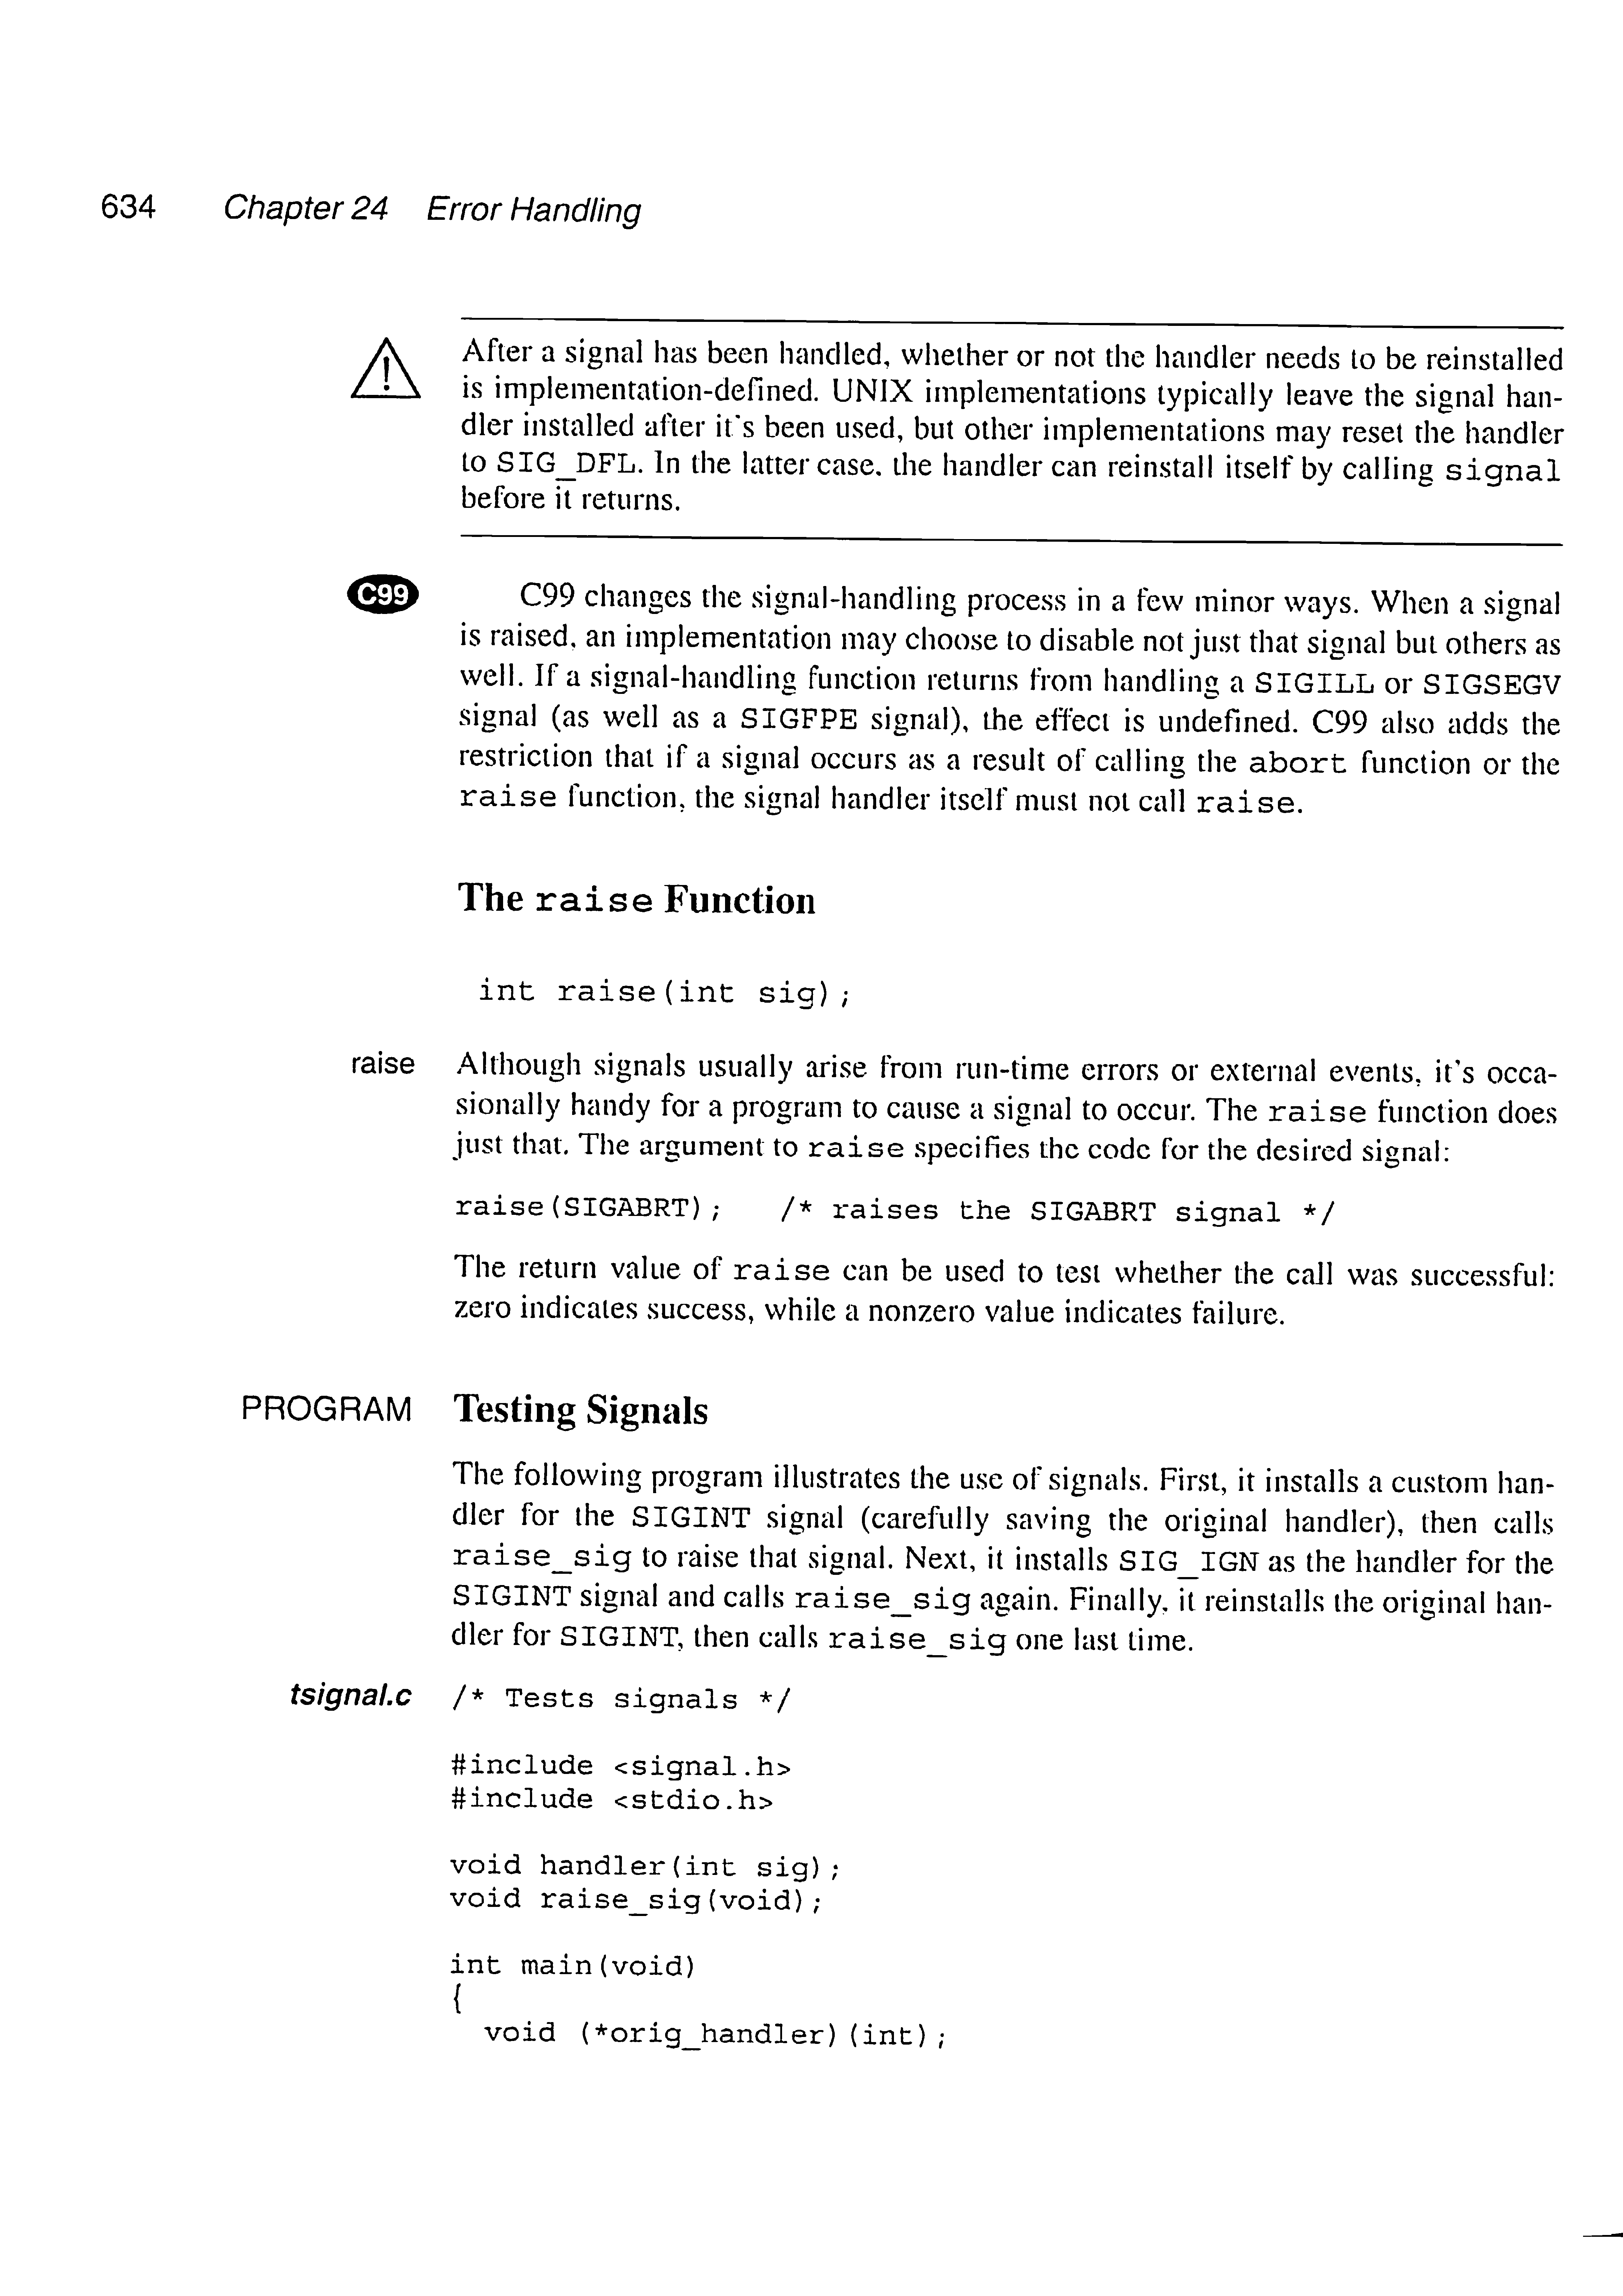 634 Chapter 24 Error Handling
After a signal has been handled, whether or not the handler needs to be reinstalled
is implementation-defined. UNIX implementations typically leave the signal han-
dler installed after it's been used, but other implementations may reset the handler
to SIG_DFL. In the latter case, the handler can reinstall itself by calling signal
before it returns.
C99 C99 changes the signal-handling process in a few minor ways. When a signal
is raised, an implementation may choose to disable not just that signal but others as
well. If a signal-handling function returns from handling a SIGILL or SIGSEGV
signal (as well as a SIGFPE signal), the effect is undefined. C99 also adds the
restriction that if a signal occurs as a result of calling the abort function or the
raise function, the signal handler itself must not call raise.
The raise Function
int raise(int sig);
raise Although signals usually arise from run-time errors or external events, it's occa-
sionally handy for a program to cause a signal to occur. The raise function does
just that. The argument to raise specifies the code for the desired signal:
raise(SIGABRT); /* raises the SIGABRT signal */
The return value of raise can be used to test whether the call was successful:
zero indicates success, while a nonzero value indicates failure.
PROGRAM Testing Signals
The following program illustrates the use of signals. First, it installs a custom han-
dler for the SIGINT signal (carefully saving the original handler), then calls
raise_sig to raise that signal. Next, it installs SIG_IGN as the handler for the
SIGINT signal and calls raise_sig again. Finally, it reinstalls the original han-
dler for SIGINT, then calls raise_sig one last time.
tsignal.c /* Tests signals */
#include <signal.h>
#include <stdio.h>
void handler(int sig);
void raise_sig(void);
int main(void)
{
void (*orig_handler)(int);